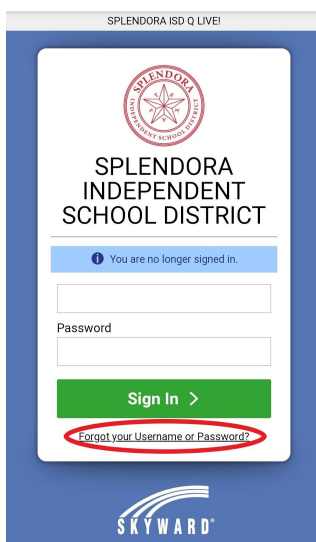 SPLENDORA ISD Q LIVE!
SPLENDORA
INDEPENDENT SCHOOL DISTRICT
SPLENDORA
INDEPENDENT
SCHOOL DISTRICT
You are no longer signed in.
Password
Sign In
Forgot your Username or Password?
SKYWARD